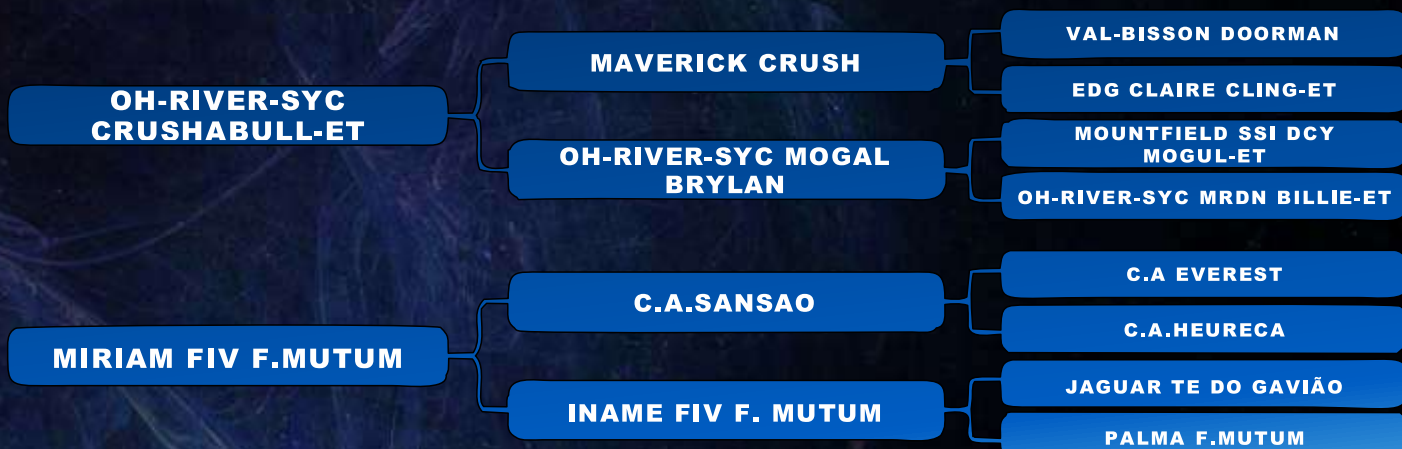 OH-RIVER-SYC
CRUSHABULL-ET
MAVERICK CRUSH
VAL-BISSON DOORMAN
EDG CLAIRE CLING-ET
OH-RIVER-SYC MOGAL
BRYLAN
MOUNTFIELD SSI DCY
MOGUL-ET
OH-RIVER-SYC MRDN BILLIE-ET
MIRIAM FIV F.MUTUM
C.A.SANSAO
C.A EVEREST
C.A.HEURECA
INAME FIV F. MUTUM
JAGUAR TE DO GAVIÃO
PALMA F.MUTUM